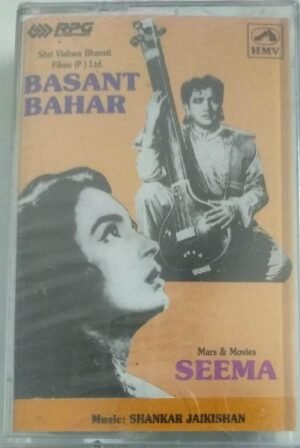 RPG
HMV
Shri Vishwa Bharati
Films (P.) Ltd.
BASANT
BAHAR
Mars & Movies
SEEMA
Music: SHANKAR JAIKISHAN